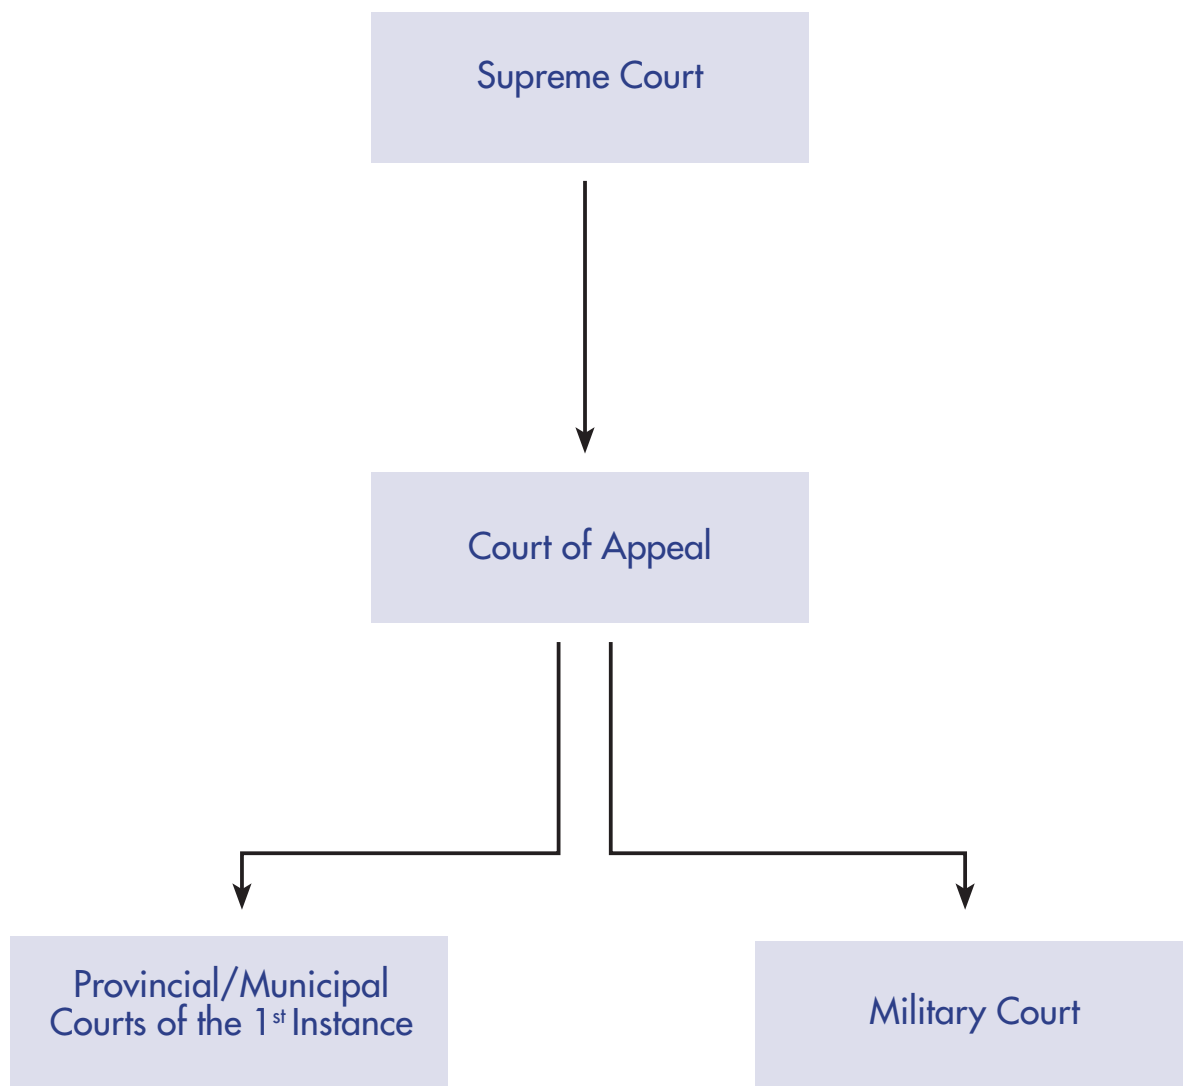 Supreme Court
Court of Appeal
Provincial/Municipal
Courts of the 1st Instance
Military Court